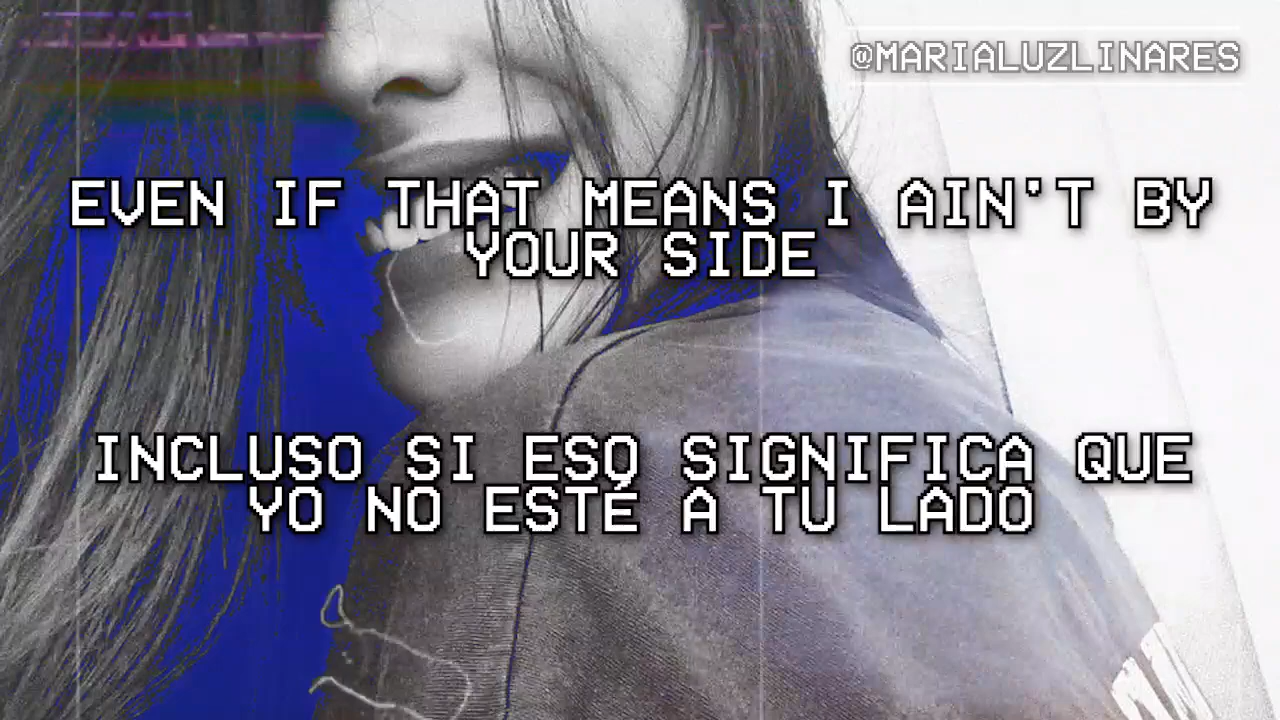 @MARIALUZLINARES
EVEN IF THAT MEANS I AIN'T BY
YOUR SIDE
INCLUSO SI ESO SIGNIFICA QUE
YO NO ESTÉ A TU LADO